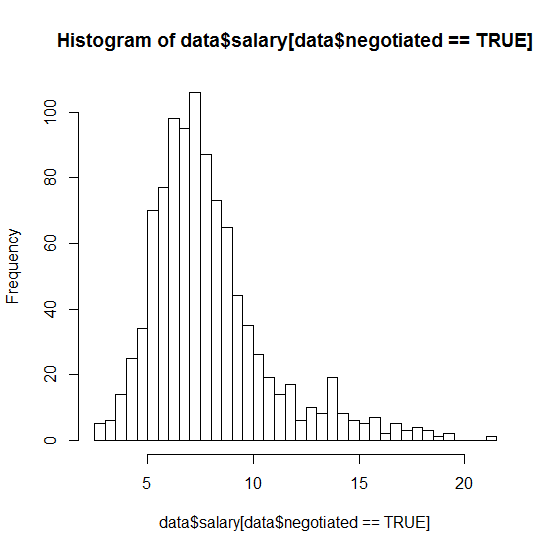 Histogram of data$salary[data$negotiated == TRUE]
Frequency
100
80
60
40
20
0
5 10 15 20
data$salary[data$negotiated == TRUE]